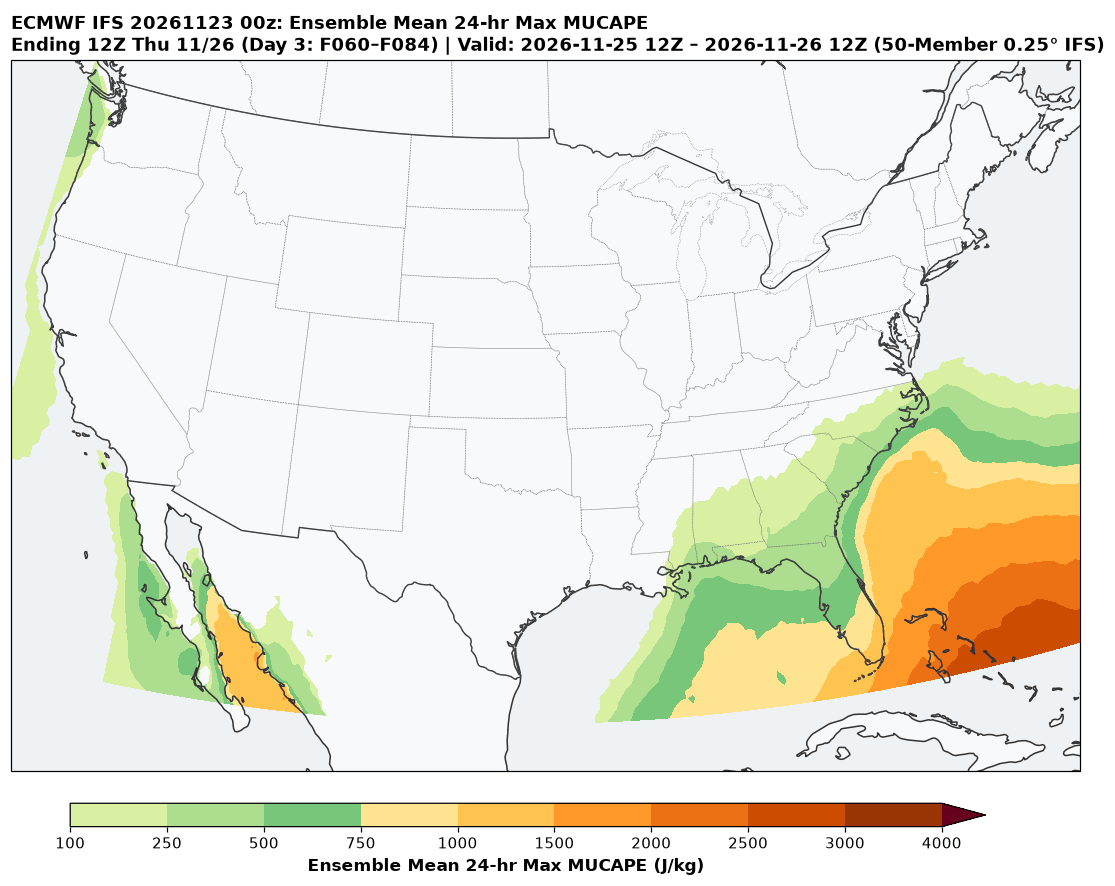 ECMWF IFS 20261123 00z: Ensemble Mean 24-hr Max MUCAPE
Ending 12Z Thu 11/26 (Day 3: F060–F084) | Valid: 2026-11-25 12Z – 2026-11-26 12Z (50-Member 0.25° IFS)
100 250 500 750 1000 1500 2000 2500 3000 4000
Ensemble Mean 24-hr Max MUCAPE (J/kg)